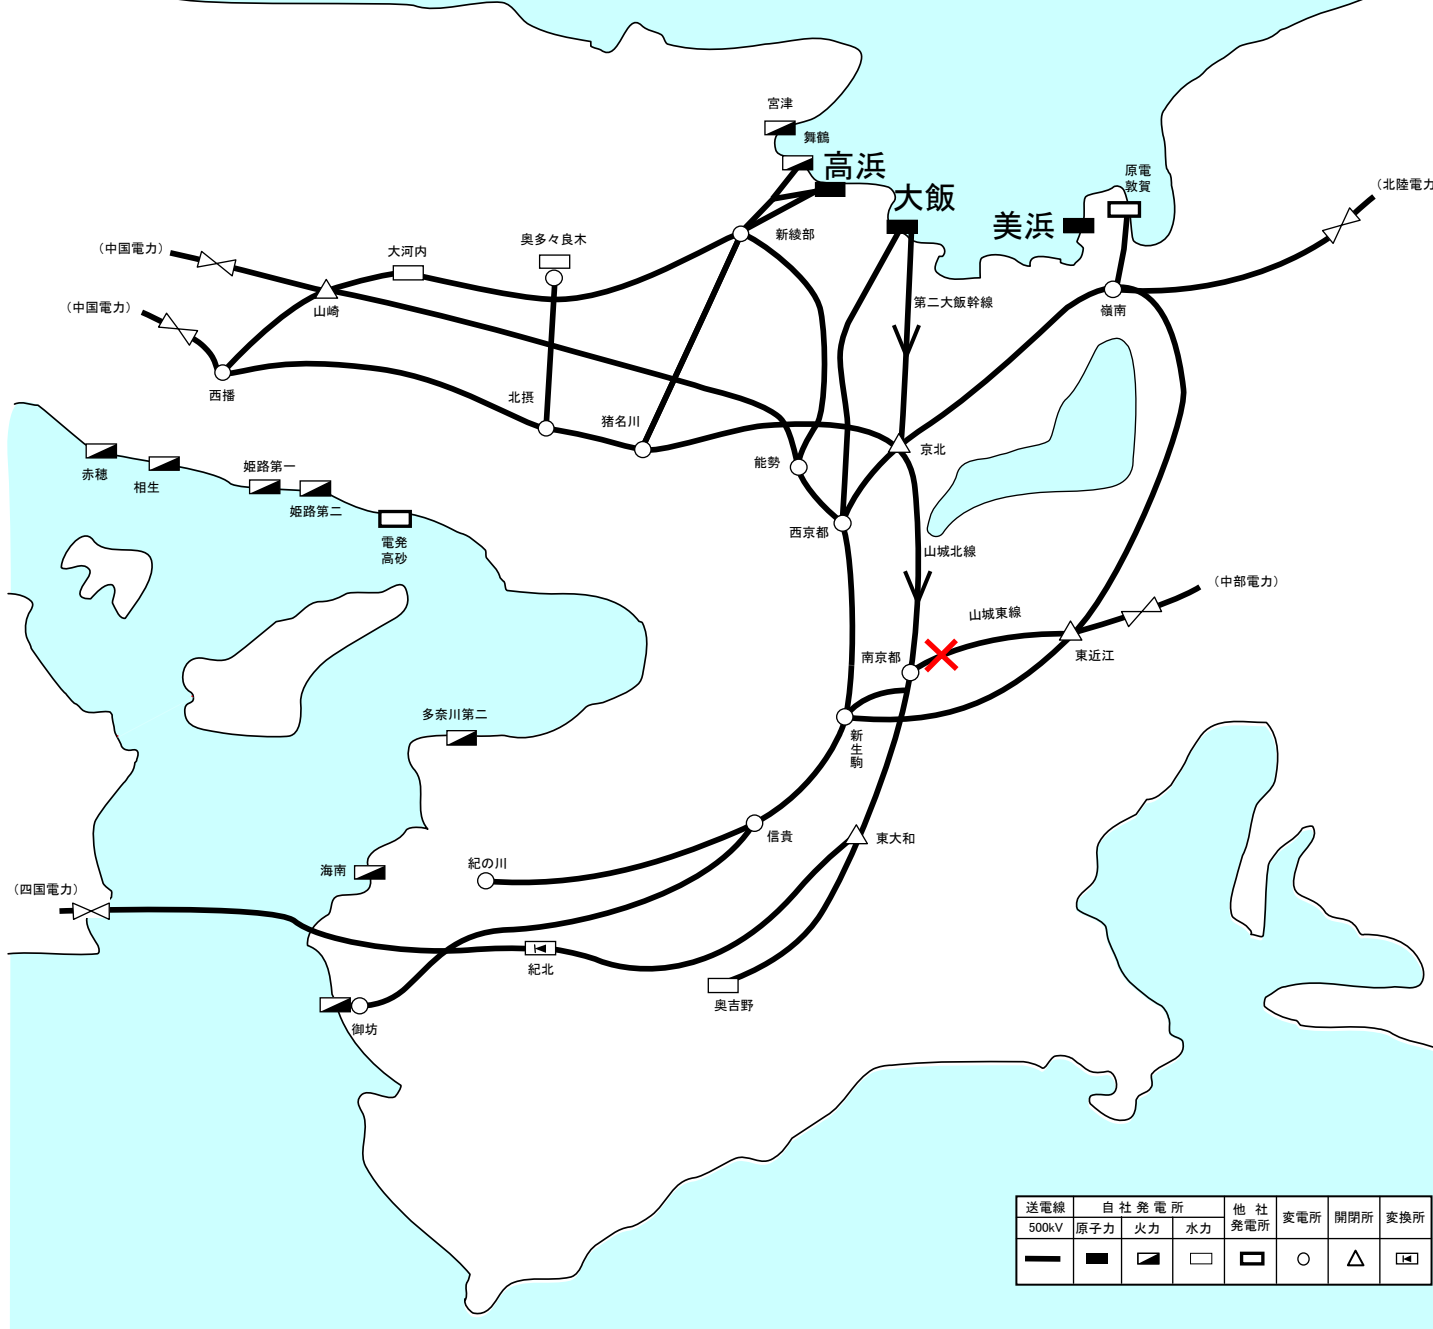 宮津
舞鶴
高浜
大飯
美浜
原電
敦賀
(北陸電力
新綾部
奥多々良木
大河内
(中国電力)
(中国電力)
山崎
第二大飯幹線
嶺南
西播
北摂
猪名川
能勢
京北
赤穂
相生
姫路第一
姫路第二
電発
高砂
西京都
山城北線
(中部電力)
山城東線
南京都
東近江
多奈川第二
新
生
駒
信貴
東大和
紀の川
海南
(四国電力)
紀北
奥吉野
御坊
送電線 自社発電所 他社 変電所 開閉所 変換所
500kV 原子力 火力 水力 発電所